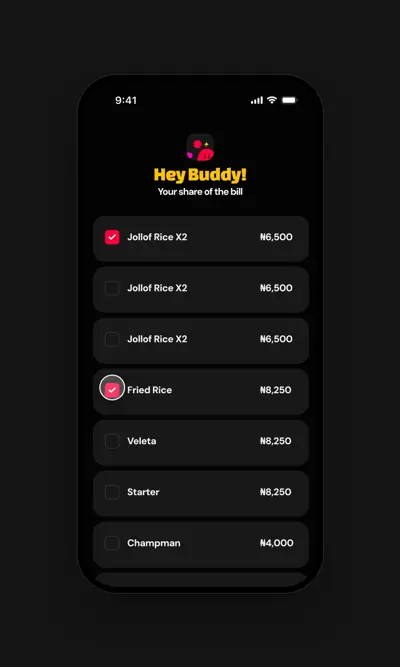 9:41
Hey Buddy!
Your share of the bill
Jollof Rice X2 ₦6,500
Jollof Rice X2 ₦6,500
Jollof Rice X2 ₦6,500
Fried Rice ₦8,250
Veleta ₦8,250
Starter ₦8,250
Champman ₦4,000